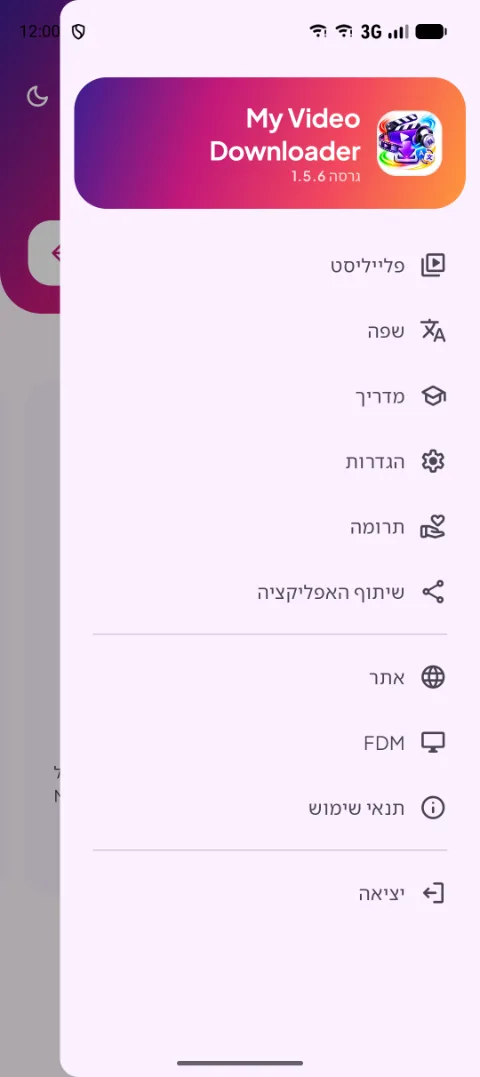 12:00
3G
My Video
Downloader
גרסה 1.5.6
פלייליסט
שפה
מדריך
הגדרות
תרומה
שיתוף האפליקציה
אתר
FDM
תנאי שימוש
יציאה